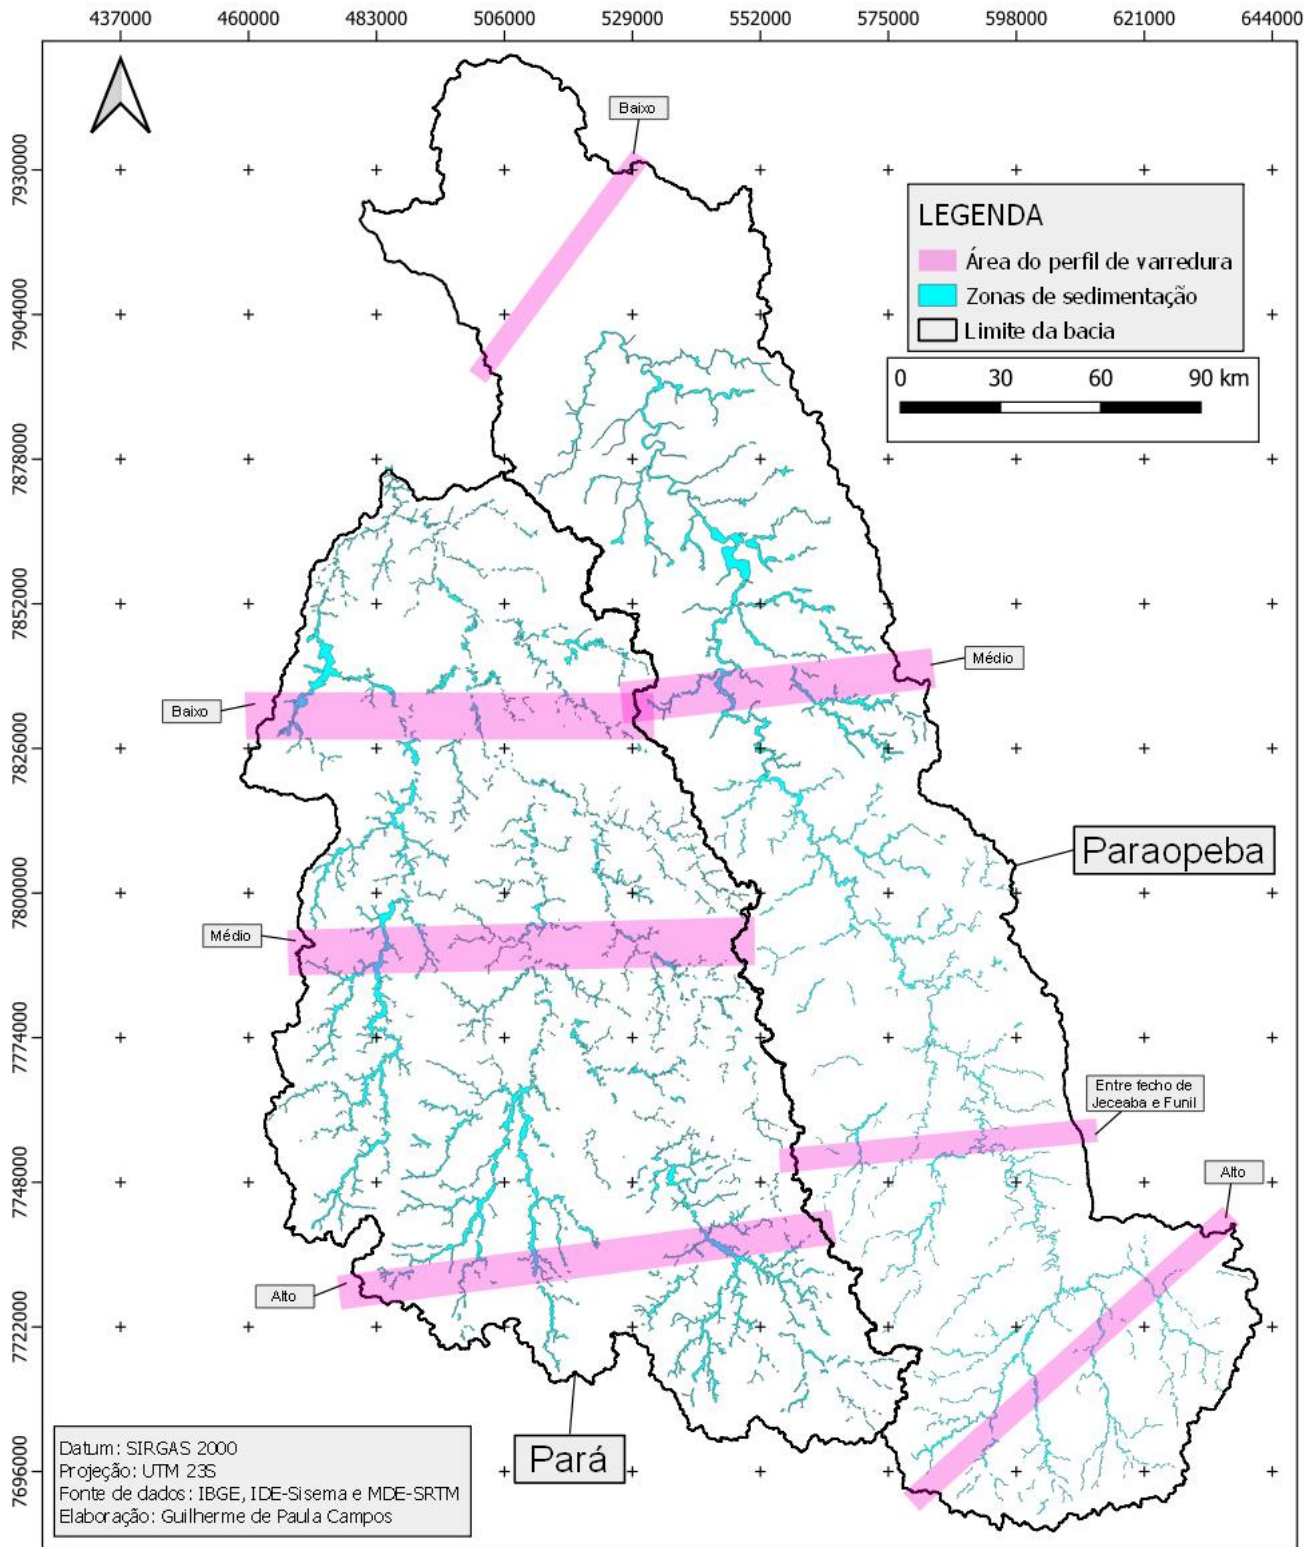 437000 460000 483000 506000 529000 552000 575000 598000 621000 644000
Baixo
7930000
LEGENDA
Área do perfil de varredura
Zonas de sedimentação
Limite da bacia
7904000
0 30 60 90 km
7878000
7852000
Médio
Baixo
7826000
Paraopeba
7800000
Médio
7774000
Entre fecho de
Jeceaba e Funil
7748000
Alto
Alto
7722000
Pará
7696000
Datum: SIRGAS 2000
Projeção: UTM 23S
Fonte de dados: IBGE, IDE-Sisema e MDE-SRTM
Elaboração: Guilherme de Paula Campos